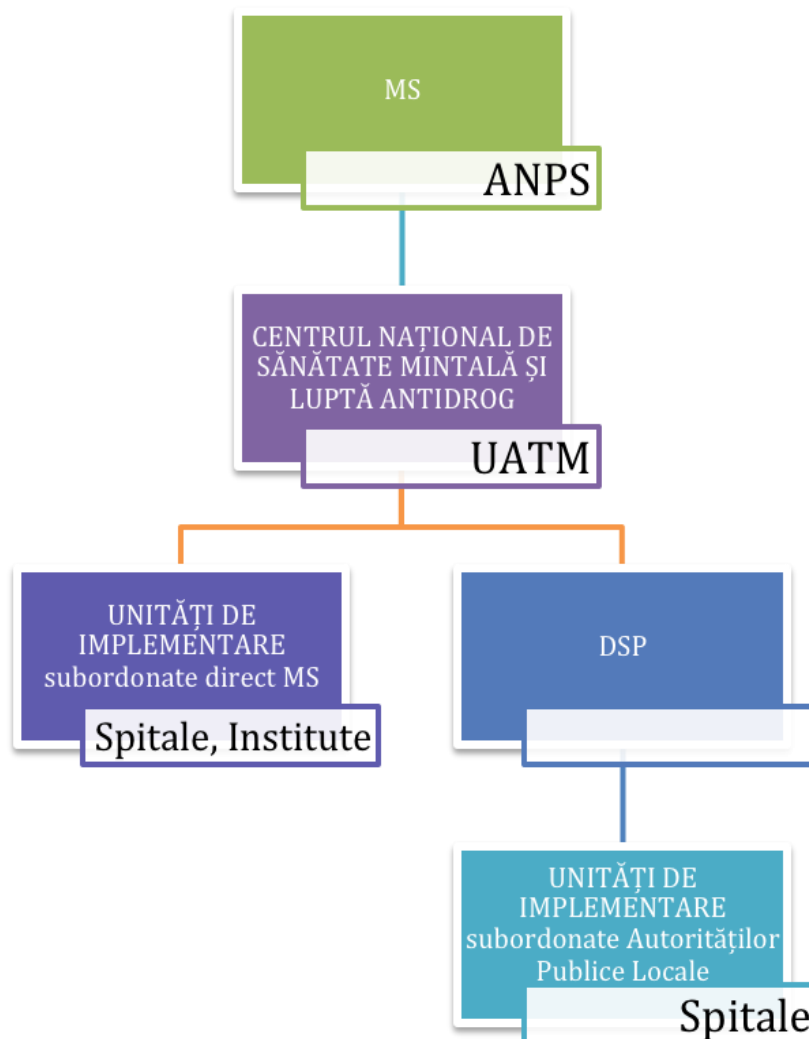 MS
ANPS
CENTRUL NAȚIONAL DE
SĂNĂTATE MINTALĂ ȘI
LUPTĂ ANTIDROG
UATM
UNITĂȚI DE
IMPLEMENTARE
subordonate direct MS
Spitale, Institute
DSP
UNITĂȚI DE
IMPLEMENTARE
subordonate Autorităților
Publice Locale
Spitale